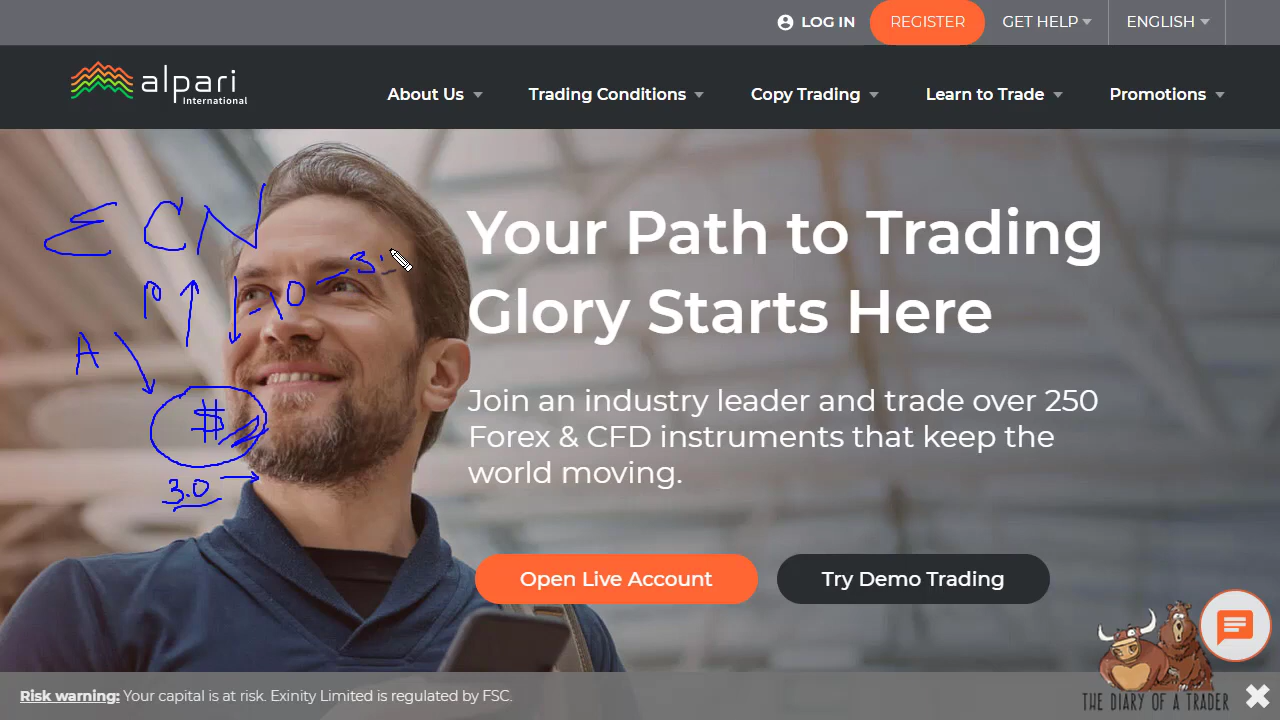 LOG IN
REGISTER
GET HELP
ENGLISH
alpari
International
About Us
Trading Conditions
Copy Trading
Learn to Trade
Promotions
ECN
A
$
3.0
Your Path to Trading
Glory Starts Here
Join an industry leader and trade over 250
Forex & CFD instruments that keep the
world moving.
Open Live Account
Try Demo Trading
THE DIARY OF A TRADER
Risk warning: Your capital is at risk. Exinity Limited is regulated by FSC.